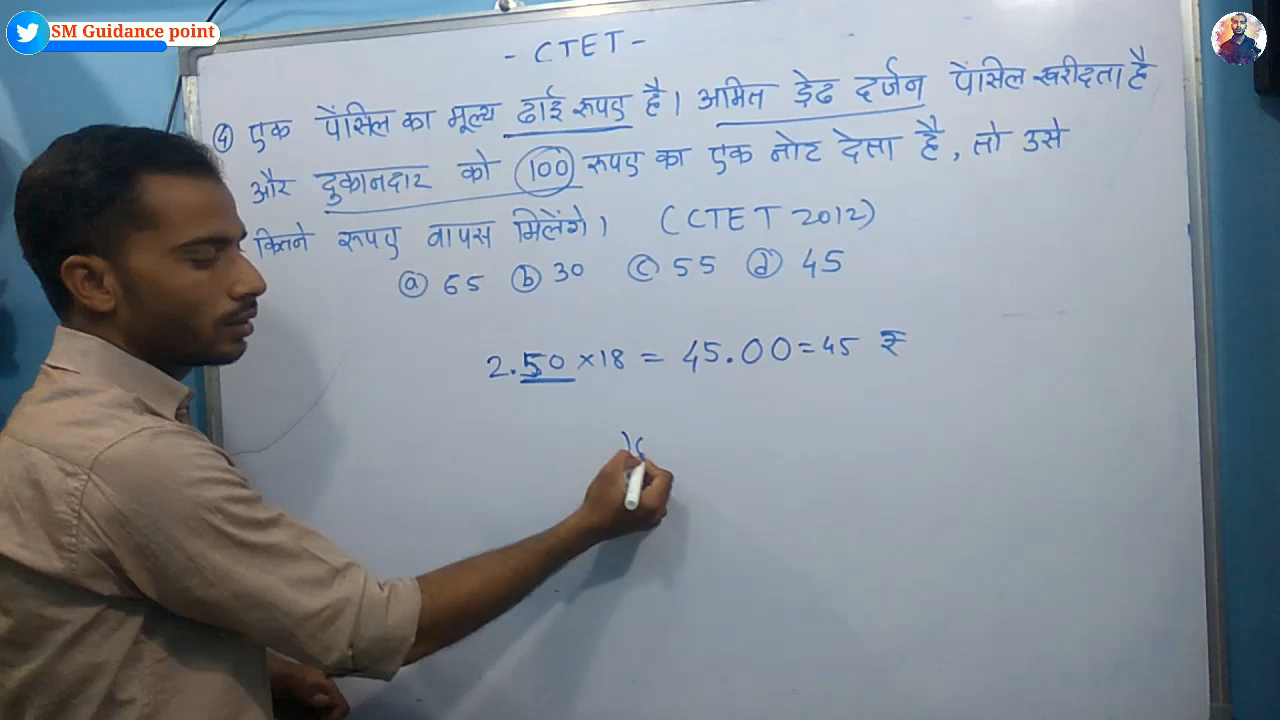 SM Guidance point
- CTET -
④ एक पेंसिल का मूल्य ढाई रूपए है। अमित ड़ेढ दर्जन पेंसिल खरीदता है
और दुकानदार को 100 रूपए का एक नोट देता है, तो उसे
कितने रूपए वापस मिलेंगे। (CTET 2012)
ⓐ 65 ⓑ 30 ⓒ 55 ⓓ 45
2.50 × 18 = 45.00 = 45 ₹